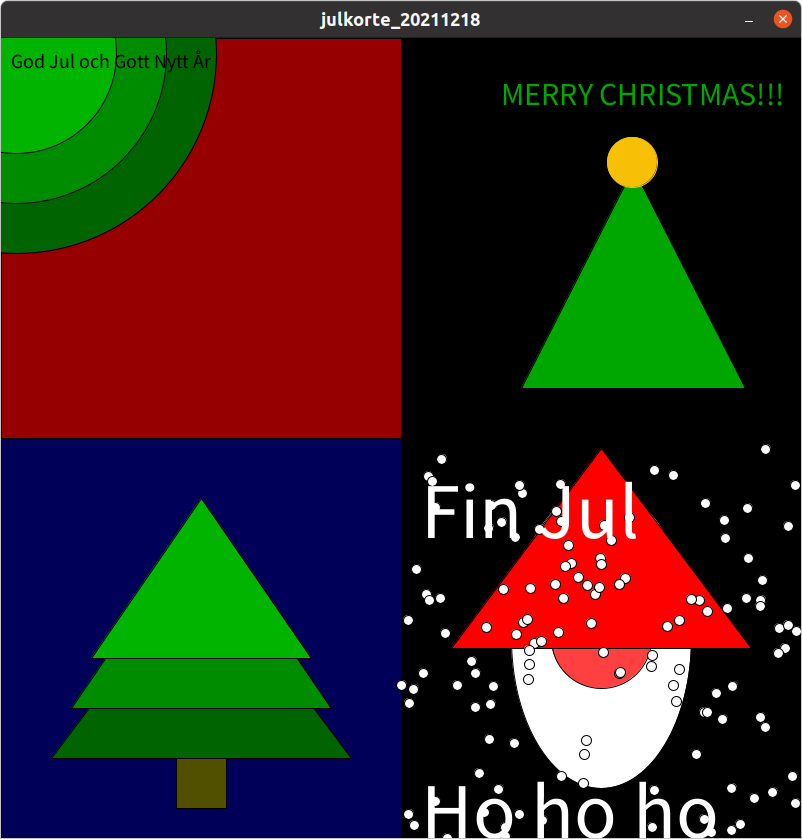 julkorte_20211218
God Jul och Gott Nytt År
MERRY CHRISTMAS!!!
Fin Jul
Ho ho ho